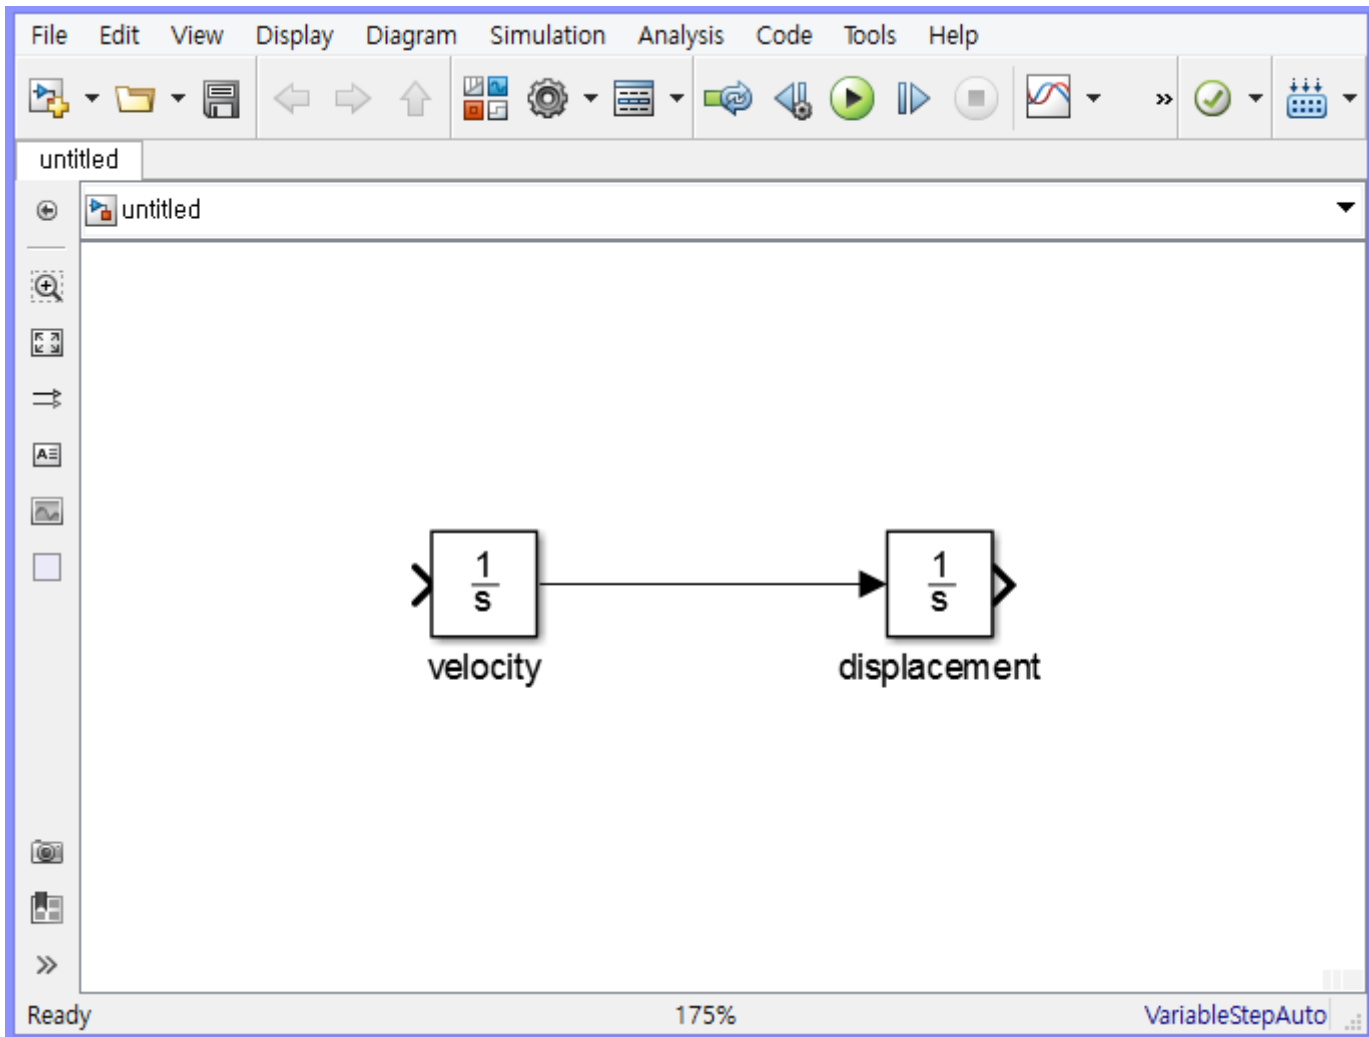 File Edit View Display Diagram Simulation Analysis Code Tools Help
untitled
untitled
1
s
velocity
1
s
displacement
Ready 175% VariableStepAuto